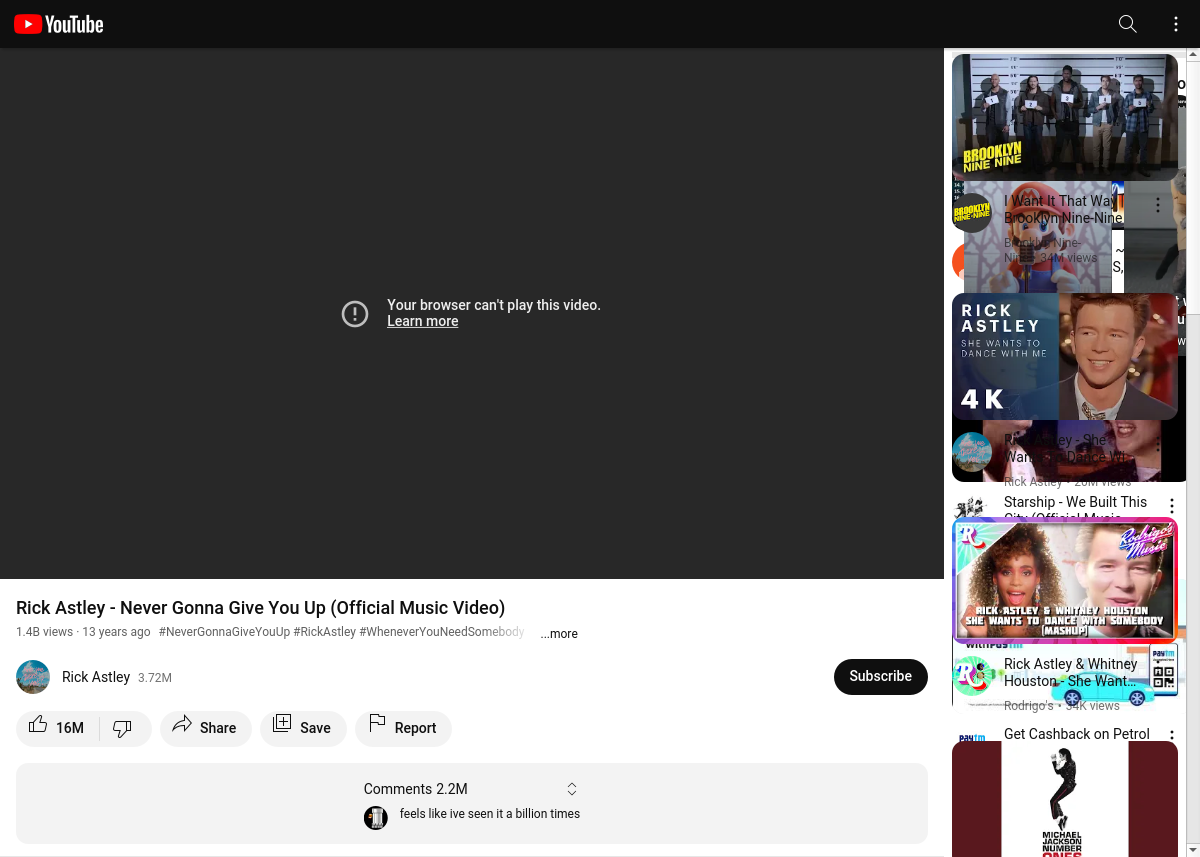 YouTube
Your browser can't play this video.
Learn more
Rick Astley - Never Gonna Give You Up (Official Music Video)
1.4B views · 13 years ago #NeverGonnaGiveYouUp #RickAstley #WheneverYouNeedSomebody
...more
Rick Astley 3.72M
Subscribe
16M
Share
Save
Report
Comments 2.2M
feels like ive seen it a billion times
BROOKLYN
NINE NINE
BROOKLYN
NINE-NINE
I Want It That Way |
Brooklyn Nine-Nine
Brooklyn Nine-
Nine • 34M views
RICK
ASTLEY
SHE WANTS TO
DANCE WITH ME
4K
Rick Astley - She
Wants To Dance Wi...
Rick Astley • 20M views
Starship - We Built This
City (Official Music
Rodrigo's
Music
RICK ASTLEY & WHITNEY HOUSTON
SHE WANTS TO DANCE WITH SOMEBODY
[MASHUP]
paytm
Rick Astley & Whitney
Houston - She Want...
Rodrigo's • 34K views
paytm
Get Cashback on Petrol
MICHAEL
JACKSON
NUMBER
ONES